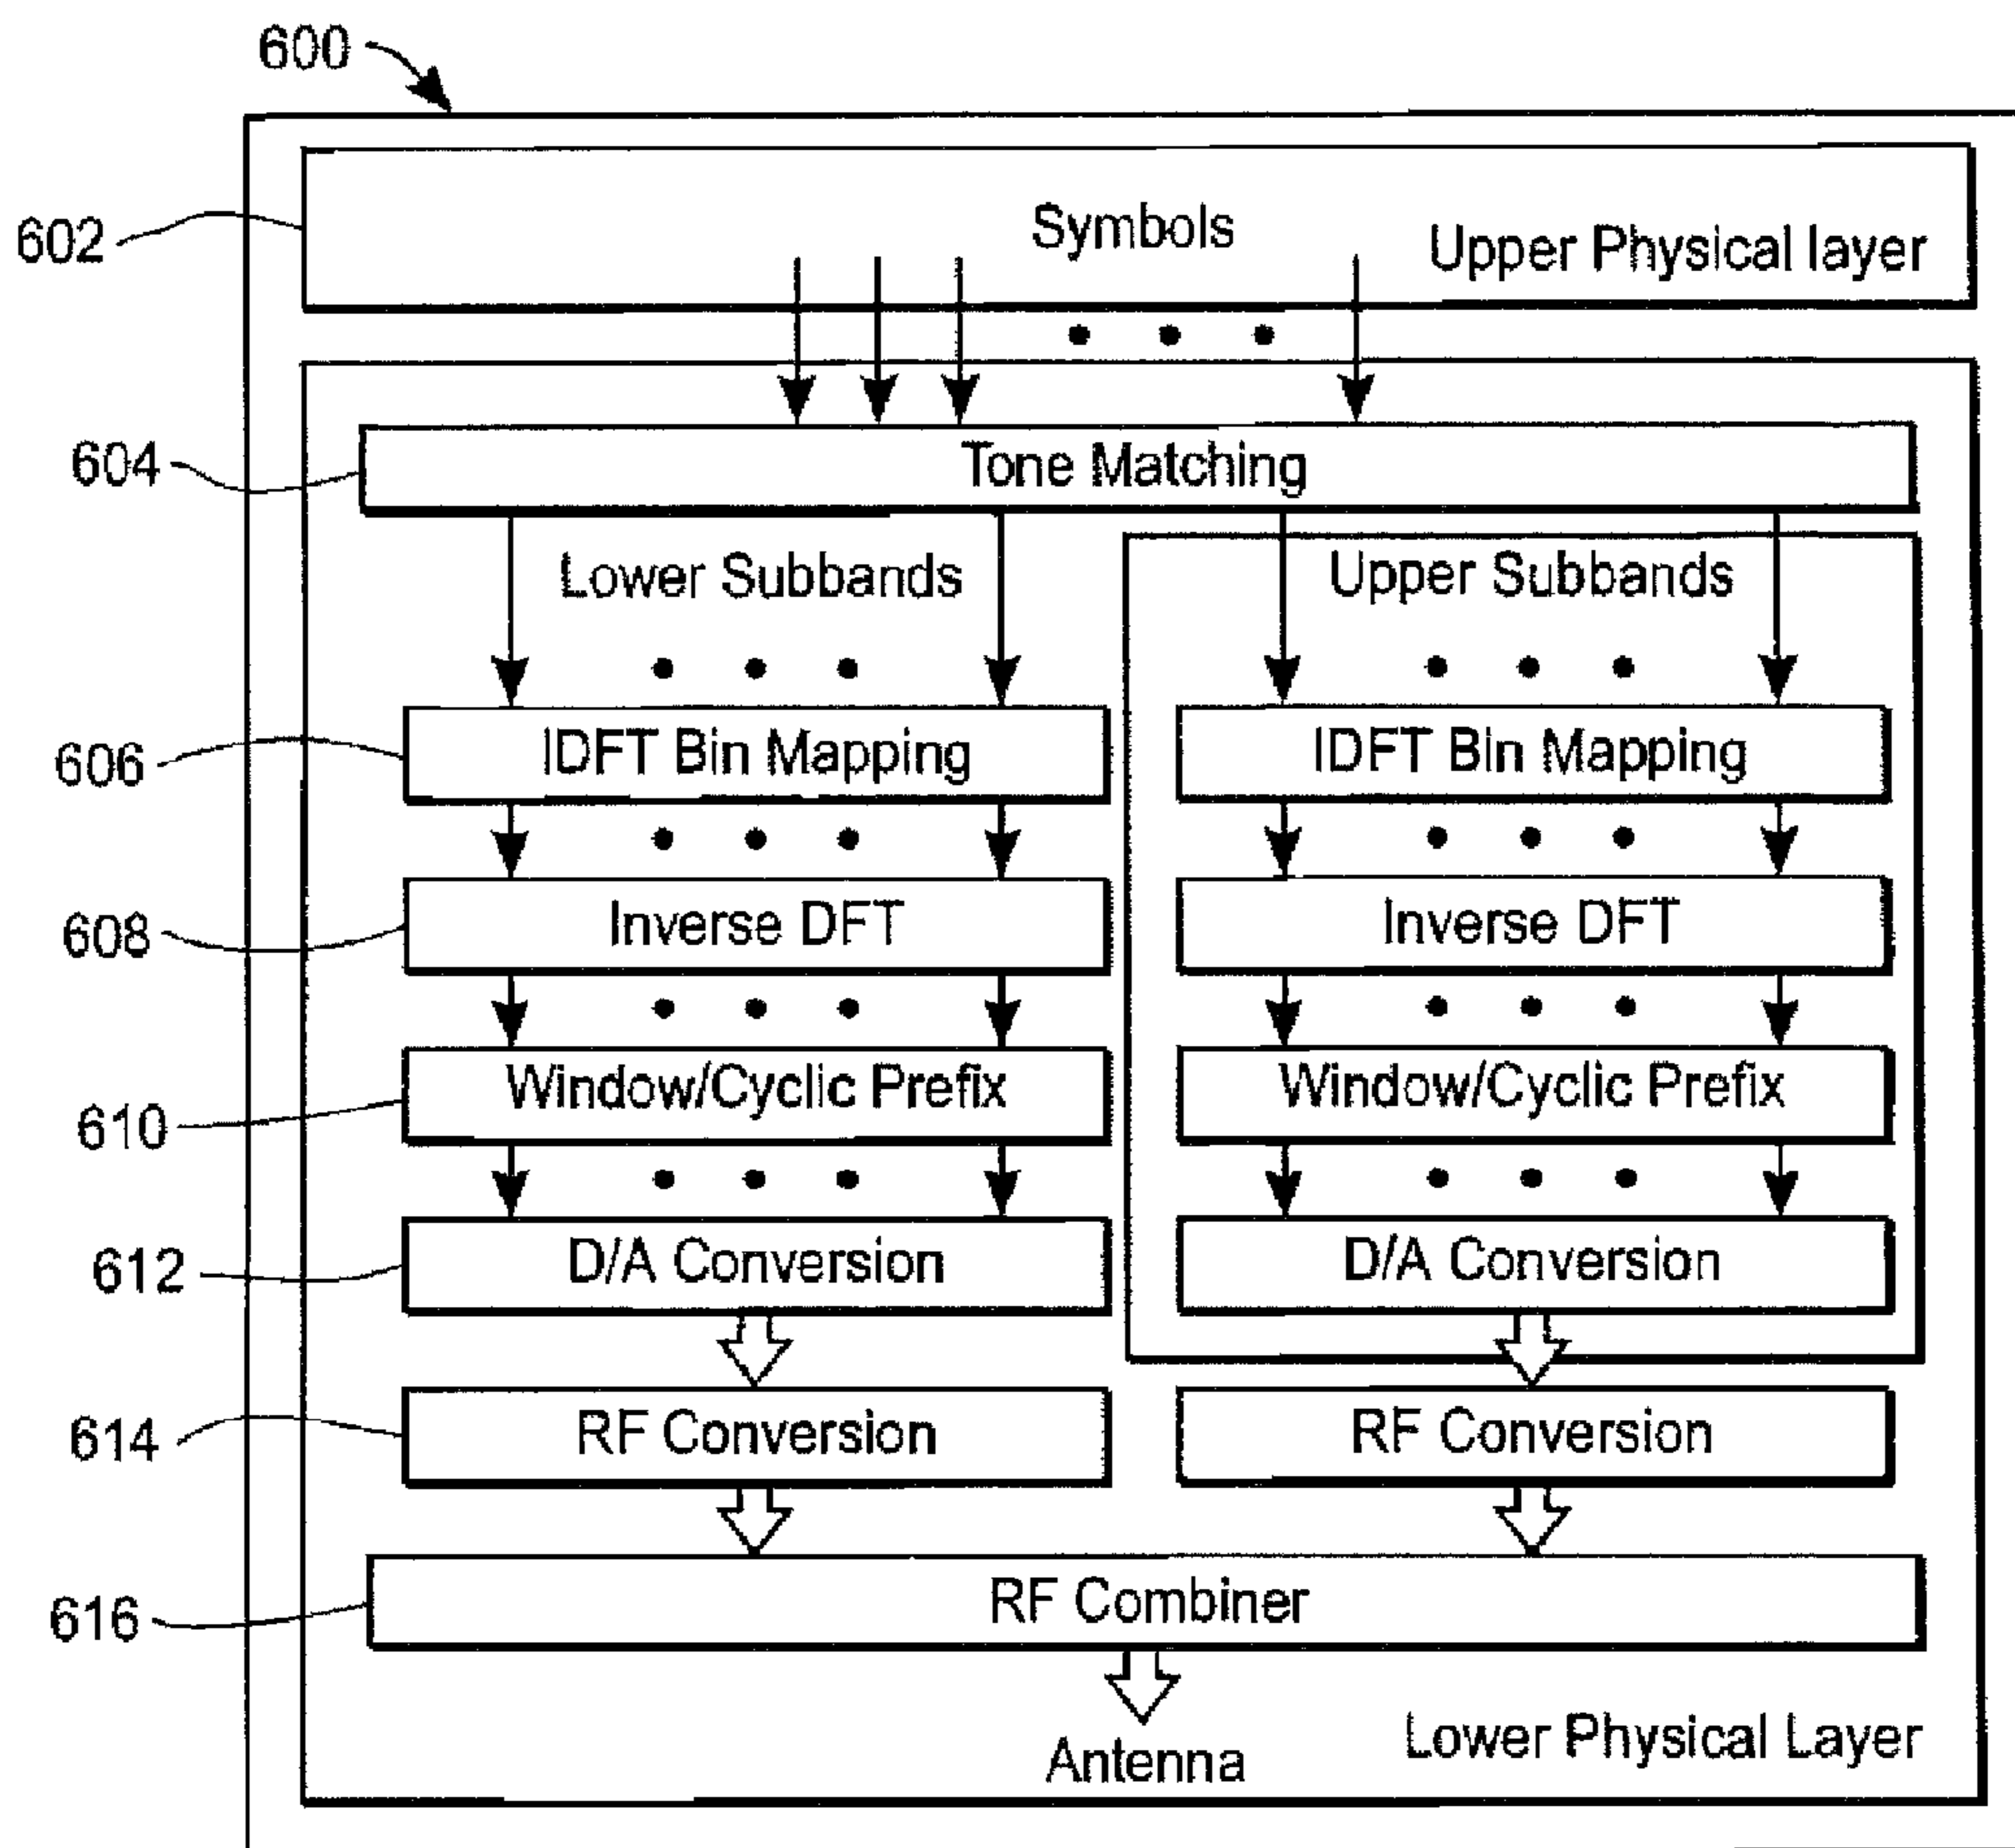 600
602
Symbols
Upper Physical layer
604
Tone Matching
Lower Subbands
Upper Subbands
606
IDFT Bin Mapping
IDFT Bin Mapping
608
Inverse DFT
Inverse DFT
610
Window/Cyclic Prefix
Window/Cyclic Prefix
612
D/A Conversion
D/A Conversion
614
RF Conversion
RF Conversion
616
RF Combiner
Antenna
Lower Physical Layer